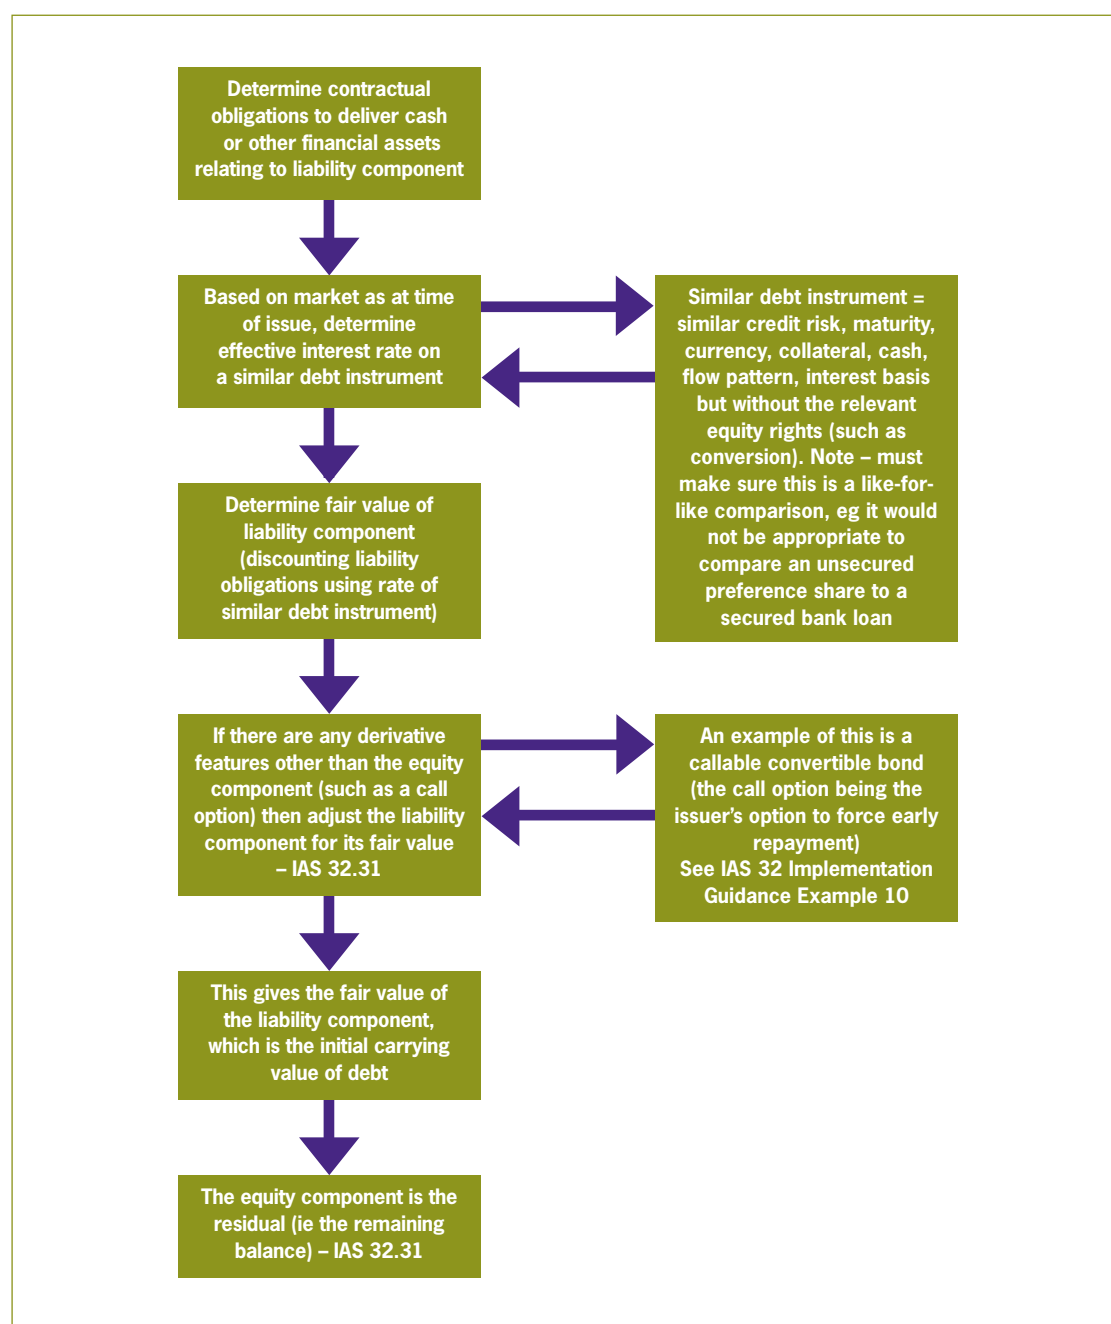 Determine contractual
obligations to deliver cash
or other financial assets
relating to liability component
Based on market as at time
of issue, determine
effective interest rate on
a similar debt instrument
Similar debt instrument =
similar credit risk, maturity,
currency, collateral, cash,
flow pattern, interest basis
but without the relevant
equity rights (such as
conversion). Note – must
make sure this is a like-for-
like comparison, eg it would
not be appropriate to
compare an unsecured
preference share to a
secured bank loan
Determine fair value of
liability component
(discounting liability
obligations using rate of
similar debt instrument)
If there are any derivative
features other than the equity
component (such as a call
option) then adjust the liability
component for its fair value
– IAS 32.31
An example of this is a
callable convertible bond
(the call option being the
issuer's option to force early
repayment)
See IAS 32 Implementation
Guidance Example 10
This gives the fair value of
the liability component,
which is the initial carrying
value of debt
The equity component is the
residual (ie the remaining
balance) – IAS 32.31